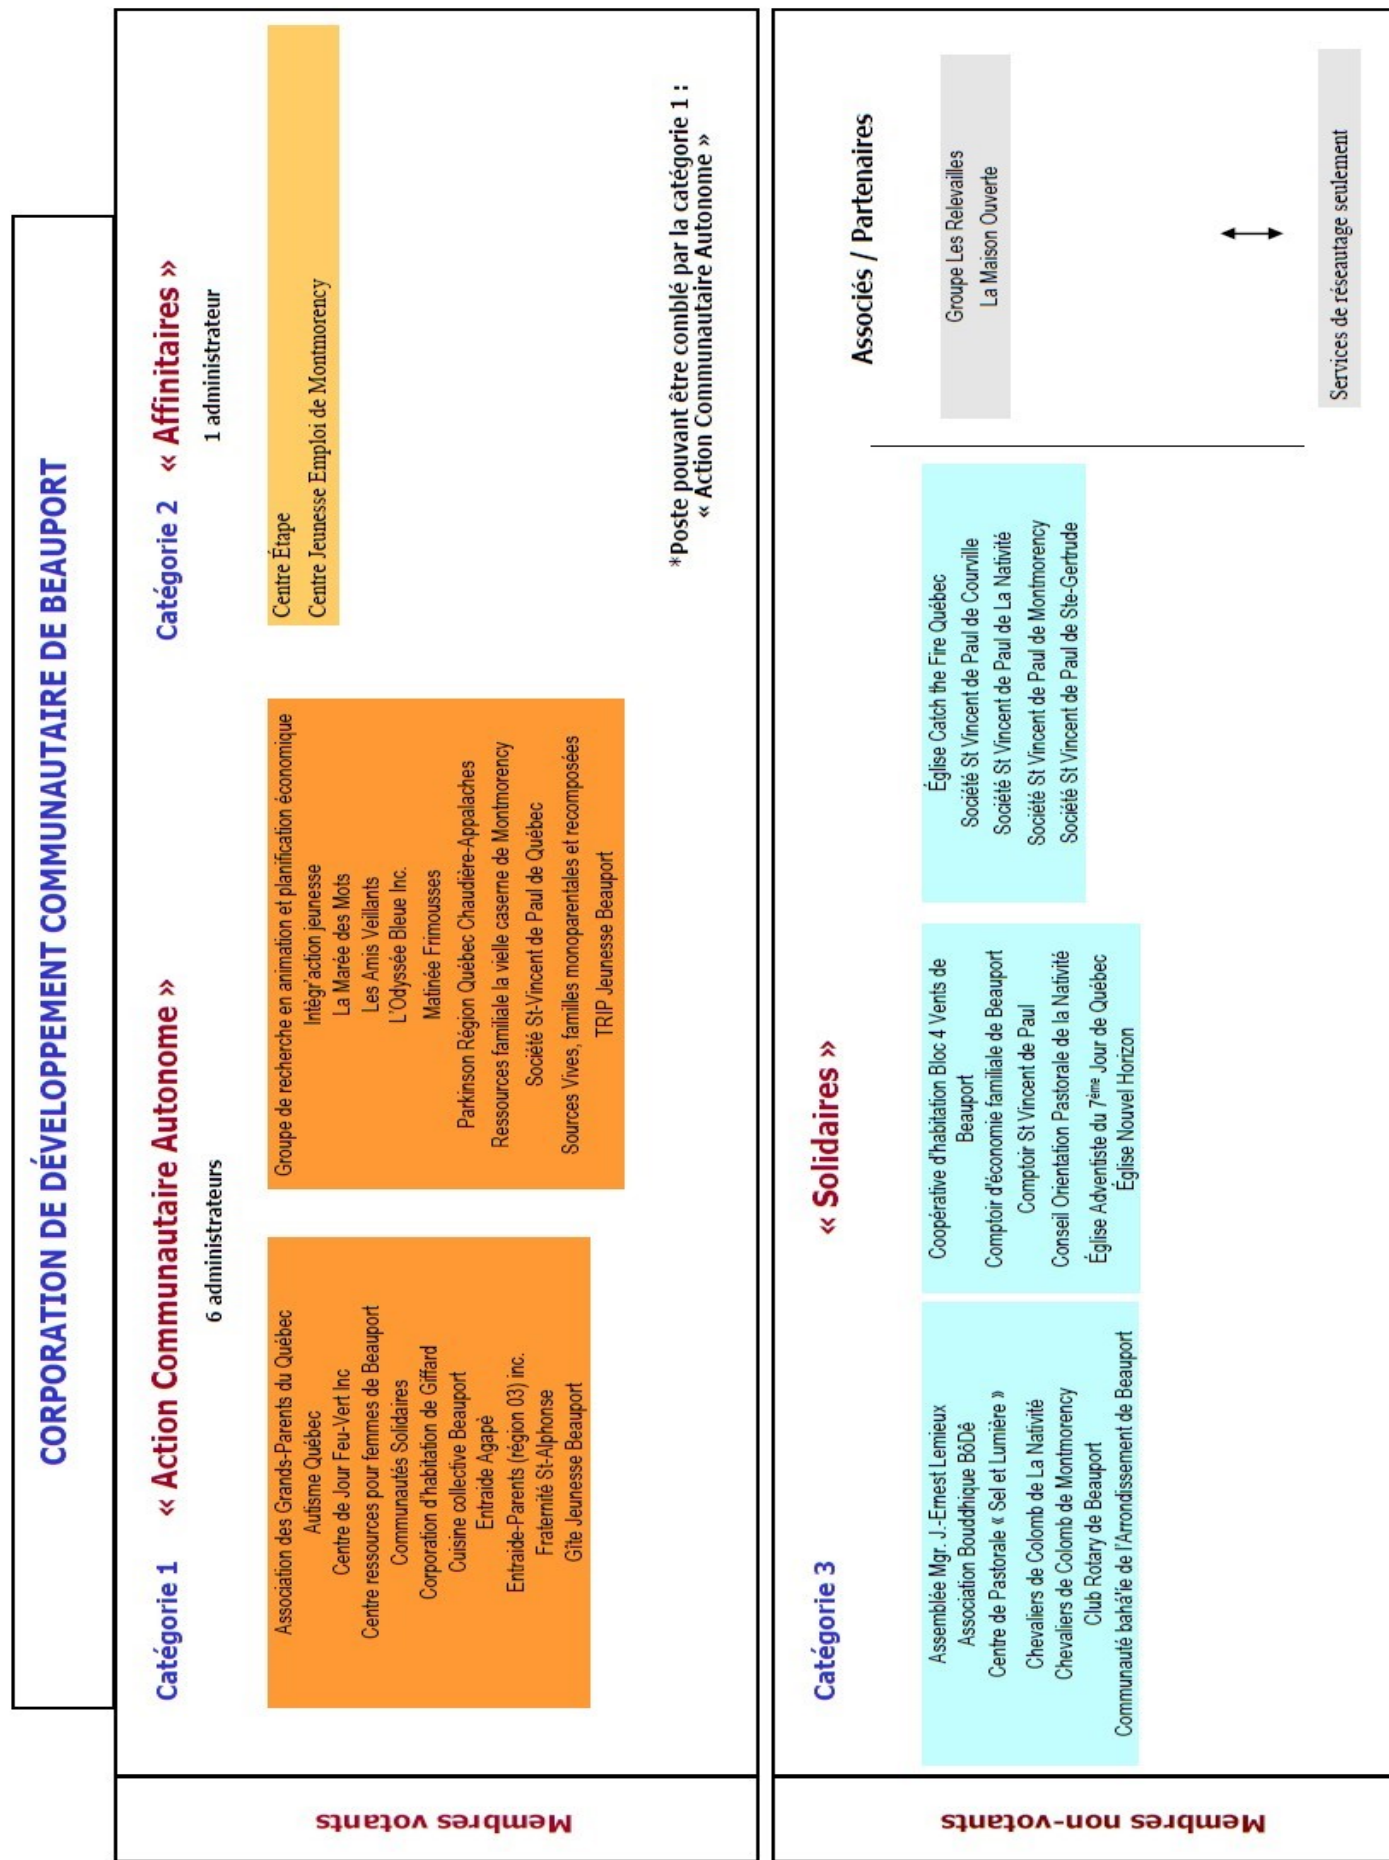 CORPORATION DE DÉVELOPPEMENT COMMUNAUTAIRE DE BEAUPORT
Membres votants
Catégorie 1 « Action Communautaire Autonome »
6 administrateurs
Association des Grands-Parents du Québec
Autisme Québec
Centre de Jour Feu-Vert Inc
Centre ressources pour femmes de Beauport
Communautés Solidaires
Corporation d'habitation de Giffard
Cuisine collective Beauport
Entraide Agapè
Entraide-Parents (région 03) inc.
Fraternité St-Alphonse
Gîte Jeunesse Beauport
Groupe de recherche en animation et planification économique
Intègr'action jeunesse
La Marée des Mots
Les Amis Veillants
L'Odyssée Bleue Inc.
Matinée Frimousses
Parkinson Région Québec Chaudière-Appalaches
Ressources familiale la vielle caserne de Montmorency
Société St-Vincent de Paul de Québec
Sources Vives, familles monoparentales et recomposées
TRIP Jeunesse Beauport
Catégorie 2 « Affinitaires »
1 administrateur
Centre Étape
Centre Jeunesse Emploi de Montmorency
*Poste pouvant être comblé par la catégorie 1 :
« Action Communautaire Autonome »
Membres non-votants
Catégorie 3 « Solidaires »
Assemblée Mgr. J.-Ernest Lemieux
Association Bouddhique BôDê
Centre de Pastorale « Sel et Lumière »
Chevaliers de Colomb de La Nativité
Chevaliers de Colomb de Montmorency
Club Rotary de Beauport
Communauté bahá'íe de l'Arrondissement de Beauport
Coopérative d'habitation Bloc 4 Vents de
Beauport
Comptoir d'économie familiale de Beauport
Comptoir St Vincent de Paul
Conseil Orientation Pastorale de la Nativité
Église Adventiste du 7ème Jour de Québec
Église Nouvel Horizon
Église Catch the Fire Québec
Société St Vincent de Paul de Courville
Société St Vincent de Paul de La Nativité
Société St Vincent de Paul de Montmorency
Société St Vincent de Paul de Ste-Gertrude
Associés / Partenaires
Groupe Les Relevailles
La Maison Ouverte
Services de réseautage seulement